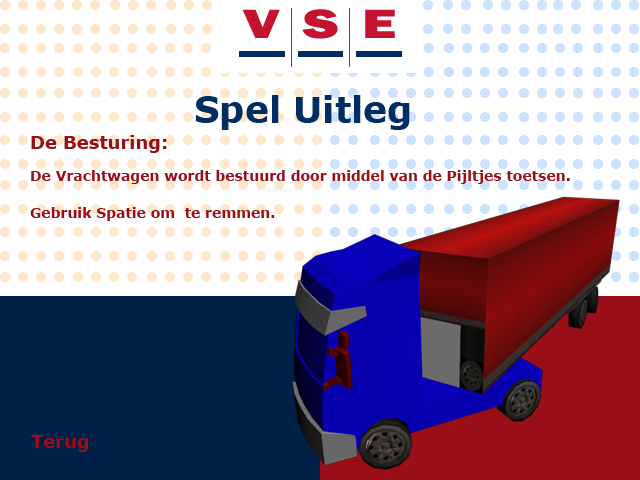 VSE
Spel Uitleg
De Besturing:
De Vrachtwagen wordt bestuurd door middel van de Pijltjes toetsen.
Gebruik Spatie om  te remmen.
Terug